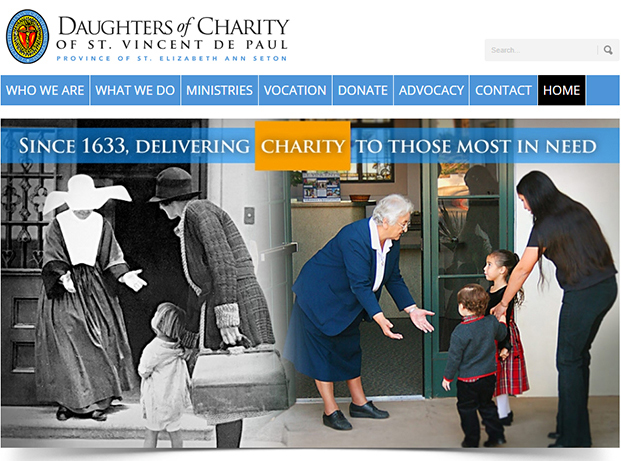 DAUGHTERS of CHARITY
OF ST. VINCENT DE PAUL
PROVINCE OF ST. ELIZABETH ANN SETON
Search...
WHO WE ARE
WHAT WE DO
MINISTRIES
VOCATION
DONATE
ADVOCACY
CONTACT
HOME
SINCE 1633, DELIVERING CHARITY TO THOSE MOST IN NEED